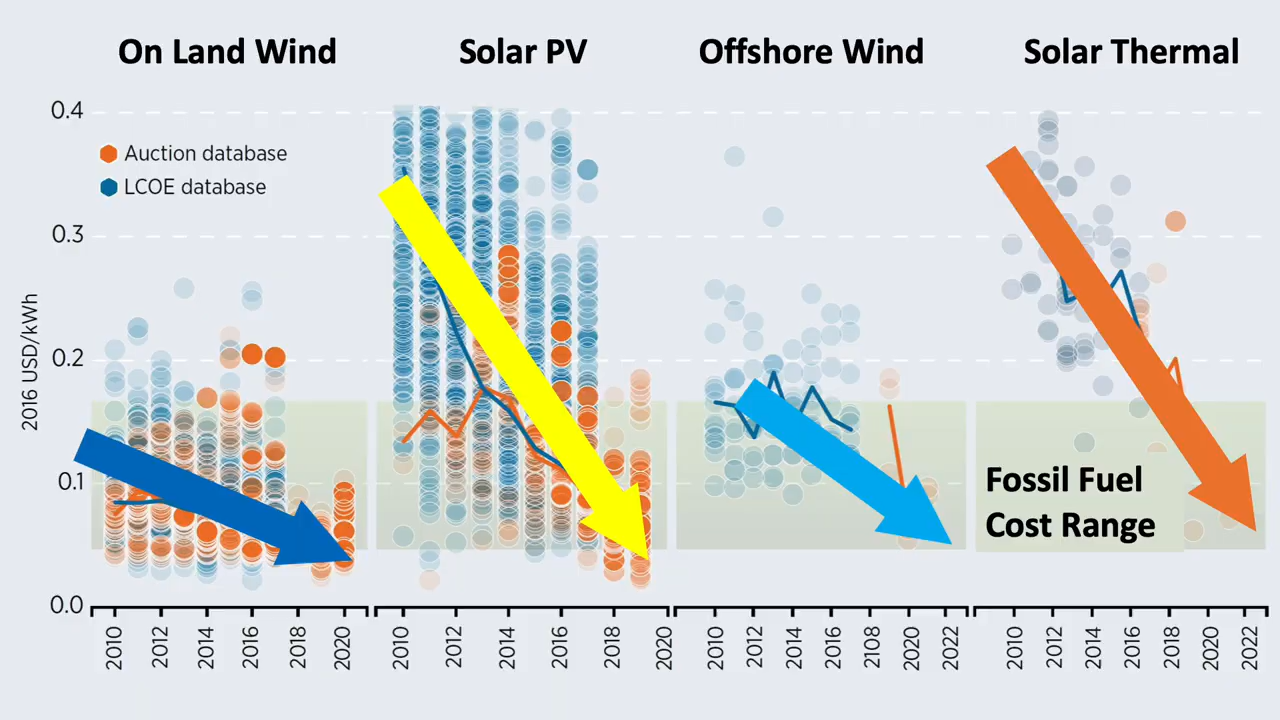 On Land Wind
Solar PV
Offshore Wind
Solar Thermal
2016 USD/kWh
0.4
0.3
0.2
0.1
0.0
Auction database
LCOE database
Fossil Fuel
Cost Range
2010 2012 2014 2016 2018 2020
2010 2012 2014 2016 2018 2020
2010 2012 2014 2016 2108 2020 2022
2010 2012 2014 2016 2018 2020 2022